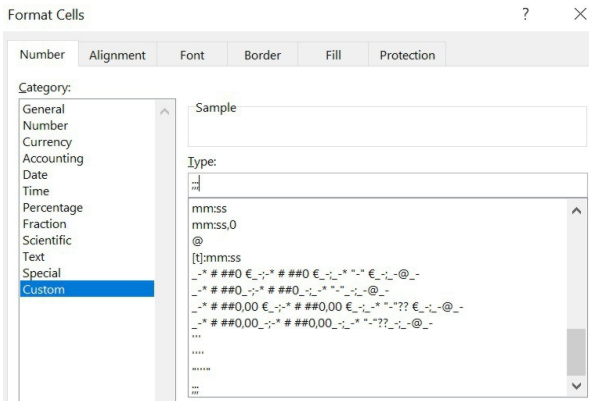 Format Cells ? ×
Number Alignment Font Border Fill Protection
Category:
General
Number
Currency
Accounting
Date
Time
Percentage
Fraction
Scientific
Text
Special
Custom
Sample
Type:
;;;
mm:ss
mm:ss,0
@
[t]:mm:ss
_-* # ##0 €_-;-* # ##0 €_-;_-* "-" €_-;_-@_-
_-* # ##0_-;-* # ##0_-;_-* "-"_-;_-@_-
_-* # ##0,00 €_-;-* # ##0,00 €_-;_-* "-"?? €_-;_-@_-
_-* # ##0,00_-;-* # ##0,00_-;_-* "-"??_-;_-@_-
'''
''''
"''''"
;;;